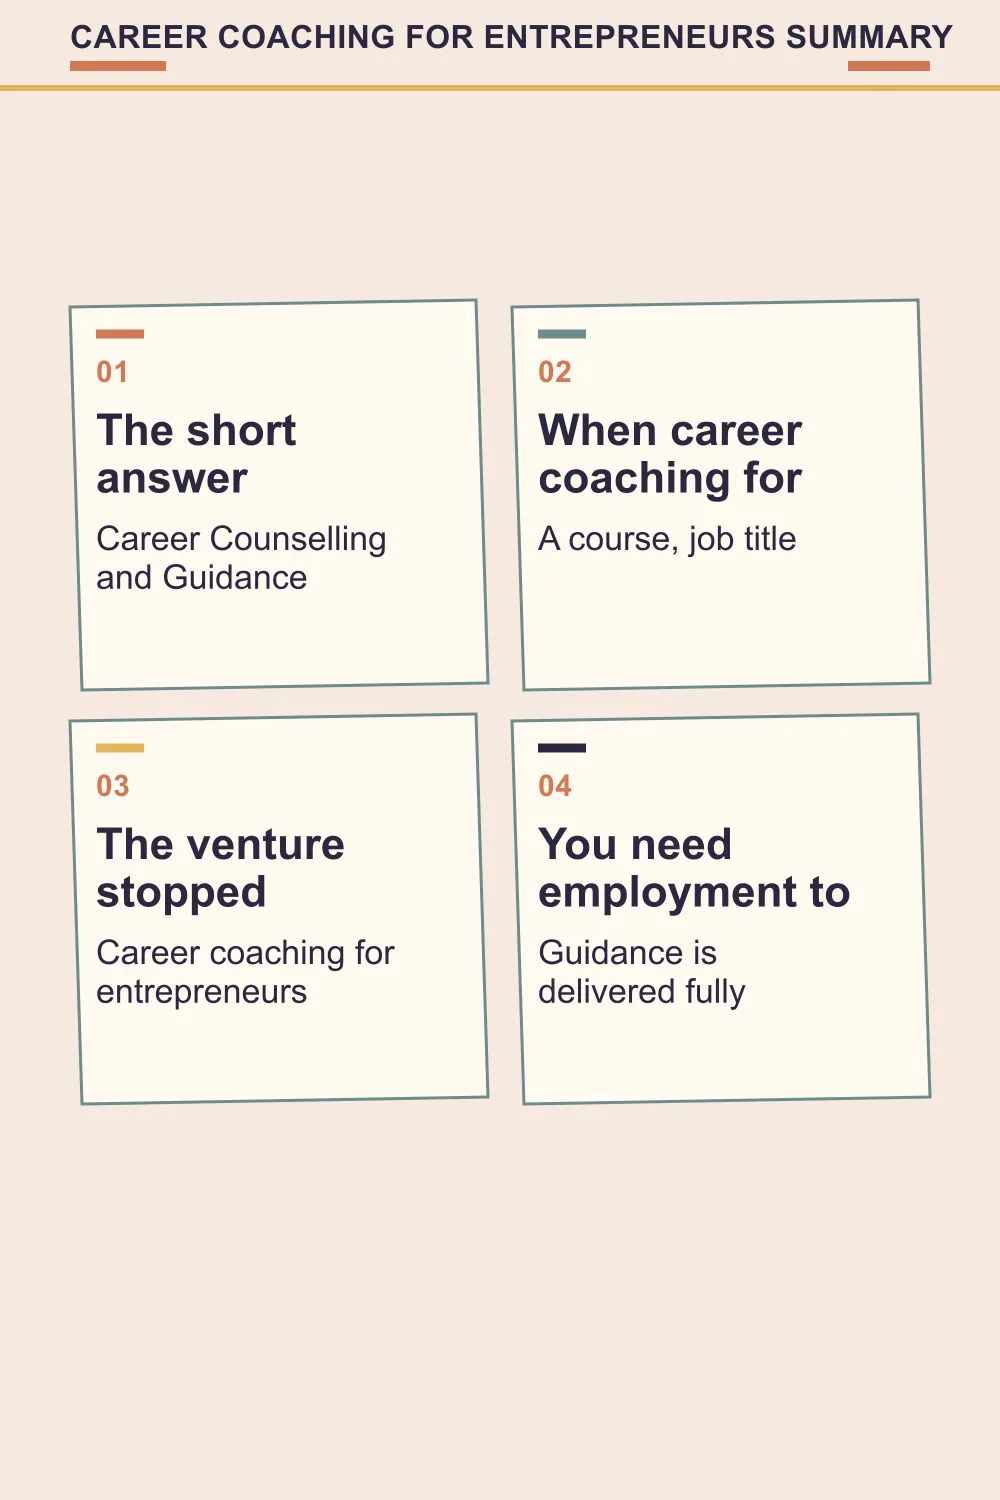 CAREER COACHING FOR ENTREPRENEURS SUMMARY
01
The short
answer
Career Counselling
and Guidance
02
When career
coaching for
A course, job title
03
The venture
stopped
Career coaching for
entrepreneurs
04
You need
employment to
Guidance is
delivered fully